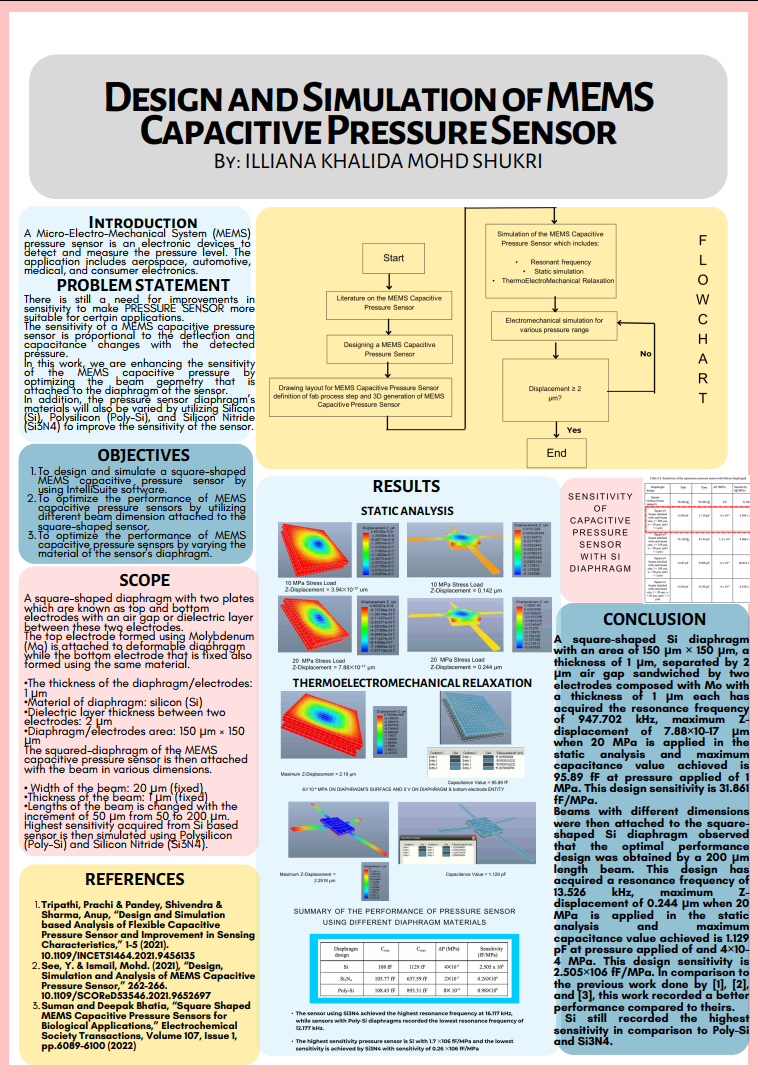 DESIGN AND SIMULATION OF MEMS
CAPACITIVE PRESSURE SENSOR
BY: ILLIANA KHALIDA MOHD SHUKRI
INTRODUCTION
A Micro-Electro-Mechanical System (MEMS)
pressure sensor is an electronic devices to
detect and measure the pressure level. The
application includes aerospace, automotive,
medical, and consumer electronics.
PROBLEM STATEMENT
There is still a need for improvements in
sensitivity to make PRESSURE SENSOR more
suitable for certain applications.
The sensitivity of a MEMS capacitive pressure
sensor is proportional to the deflection and
capacitance changes with the detected
pressure.
In this work, we are enhancing the sensitivity
of the MEMS capacitive pressure by
optimizing the beam geometry that is
attached to the diaphragm of the sensor.
In addition, the pressure sensor diaphragm's
materials will also be varied by utilizing Silicon
(Si), Polysilicon (Poly-Si), and Silicon Nitride
(Si3N4) to improve the sensitivity of the sensor.
OBJECTIVES
1. To design and simulate a square-shaped
MEMS capacitive pressure sensor by
using IntelliSuite software.
2. To optimize the performance of MEMS
capacitive pressure sensors by utilizing
different beam dimension attached to the
square-shaped sensor.
3. To optimize the performance of MEMS
capacitive pressure sensors by varying the
material of the sensor's diaphragm.
SCOPE
A square-shaped diaphragm with two plates
which are known as top and bottom
electrodes with an air gap or dielectric layer
between these two electrodes.
The top electrode formed using Molybdenum
(Mo) is attached to deformable diaphragm
while the bottom electrode that is fixed also
formed using the same material.
•The thickness of the diaphragm/electrodes:
1 μm
•Material of diaphragm: silicon (Si)
•Dielectric layer thickness between two
electrodes: 2 μm
•Diaphragm/electrodes area: 150 μm × 150
μm
The squared-diaphragm of the MEMS
capacitive pressure sensor is then attached
with the beam in various dimensions.
• Width of the beam: 20 μm (fixed)
•Thickness of the beam: 1 μm (fixed)
•Lengths of the beam is changed with the
increment of 50 μm from 50 to 200 μm.
Highest sensitivity acquired from Si based
sensor is then simulated using Polysilicon
(Poly-Si) and Silicon Nitride (Si3N4).
REFERENCES
1. Tripathi, Prachi & Pandey, Shivendra &
Sharma, Anup, "Design and Simulation
based Analysis of Flexible Capacitive
Pressure Sensor and Improvement in Sensing
Characteristics," 1-5 (2021).
10.1109/INCET51464.2021.9456135
2. See, Y. & Ismail, Mohd. (2021), "Design,
Simulation and Analysis of MEMS Capacitive
Pressure Sensor," 262-266.
10.1109/SCOReD53546.2021.9652697
3. Suman and Deepak Bhatia, "Square Shaped
MEMS Capacitive Pressure Sensors for
Biological Applications," Electrochemical
Society Transactions, Volume 107, Issue 1,
pp.6089-6100 (2022)
Start
Literature on the MEMS Capacitive
Pressure Sensor
Designing a MEMS Capacitive
Pressure Sensor
Drawing layout for MEMS Capacitive Pressure Sensor
definition of fab process step and 3D generation of MEMS
Capacitive Pressure Sensor
Simulation of the MEMS Capacitive
Pressure Sensor which includes:
• Resonant frequency
• Static simulation
• ThermoElectroMechanical Relaxation
Electromechanical simulation for
various pressure range
No
Displacement ≥ 2
μm?
Yes
End
FLOWCHART
RESULTS
STATIC ANALYSIS
10 MPa Stress Load
Z-Displacement = 3.94×10⁻¹⁷ um
10 MPa Stress Load
Z-Displacement = 0.142 μm
20 MPa Stress Load
Z-Displacement = 7.88×10⁻¹⁷ um
20 MPa Stress Load
Z-Displacement = 0.244 μm
THERMOELECTROMECHANICAL RELAXATION
Maximum Z-Displacement = 2.19 μm
Capacitance Value = 95.89 fF
Maximum Z-Displacement =
2.2518 μm
Capacitance Value = 1.129 pF
SUMMARY OF THE PERFORMANCE OF PRESSURE SENSOR
USING DIFFERENT DIAPHRAGM MATERIALS
Diaphragm design Cmin Cmax ΔP (MPa) Sensitivity (fF/MPa)
Si 108 fF 1129 fF 4×10⁻⁴ 2.505 x 10⁶
Si₃N₄ 105.77 fF 637.59 fF 2×10⁻³ 0.26×10⁶
Poly-Si 108.43 fF 893.31 fF 8×10⁻⁴ 0.98×10⁶
• The sensor using Si3N4 achieved the highest resonance frequency at 16.117 kHz,
while sensors with Poly-Si diaphragms recorded the lowest resonance frequency of
12.177 kHz.
• The highest sensitivity pressure sensor is Si with 1.7 ×106 fF/MPa and the lowest
sensitivity is achieved by Si3N4 with sensitivity of 0.26 ×106 fF/MPa
SENSITIVITY
OF
CAPACITIVE
PRESSURE
SENSOR
WITH SI
DIAPHRAGM
CONCLUSION
A square-shaped Si diaphragm
with an area of 150 μm × 150 μm, a
thickness of 1 μm, separated by 2
μm air gap sandwiched by two
electrodes composed with Mo with
a thickness of 1 μm each has
acquired the resonance frequency
of 947.702 kHz, maximum Z-
displacement of 7.88×10-17 μm
when 20 MPa is applied in the
static analysis and maximum
capacitance value achieved is
95.89 fF at pressure applied of 1
MPa. This design sensitivity is 31.861
fF/MPa.
Beams with different dimensions
were then attached to the square-
shaped Si diaphragm observed
that the optimal performance
design was obtained by a 200 μm
length beam. This design has
acquired a resonance frequency of
13.526 kHz, maximum Z-
displacement of 0.244 μm when 20
MPa is applied in the static
analysis and maximum
capacitance value achieved is 1.129
pF at pressure applied of and 4×10-
4 MPa. This design sensitivity is
2.505×106 fF/MPa. In comparison to
the previous work done by [1], [2],
and [3], this work recorded a better
performance compared to theirs.
Si still recorded the highest
sensitivity in comparison to Poly-Si
and Si3N4.